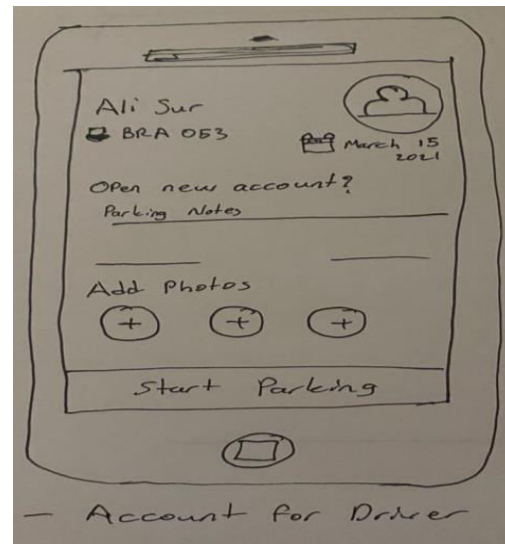 Ali Sur
BRA 053
March 15
2021
Open new account?
Parking Notes
Add Photos
+ + +
Start Parking
- Account for Driver